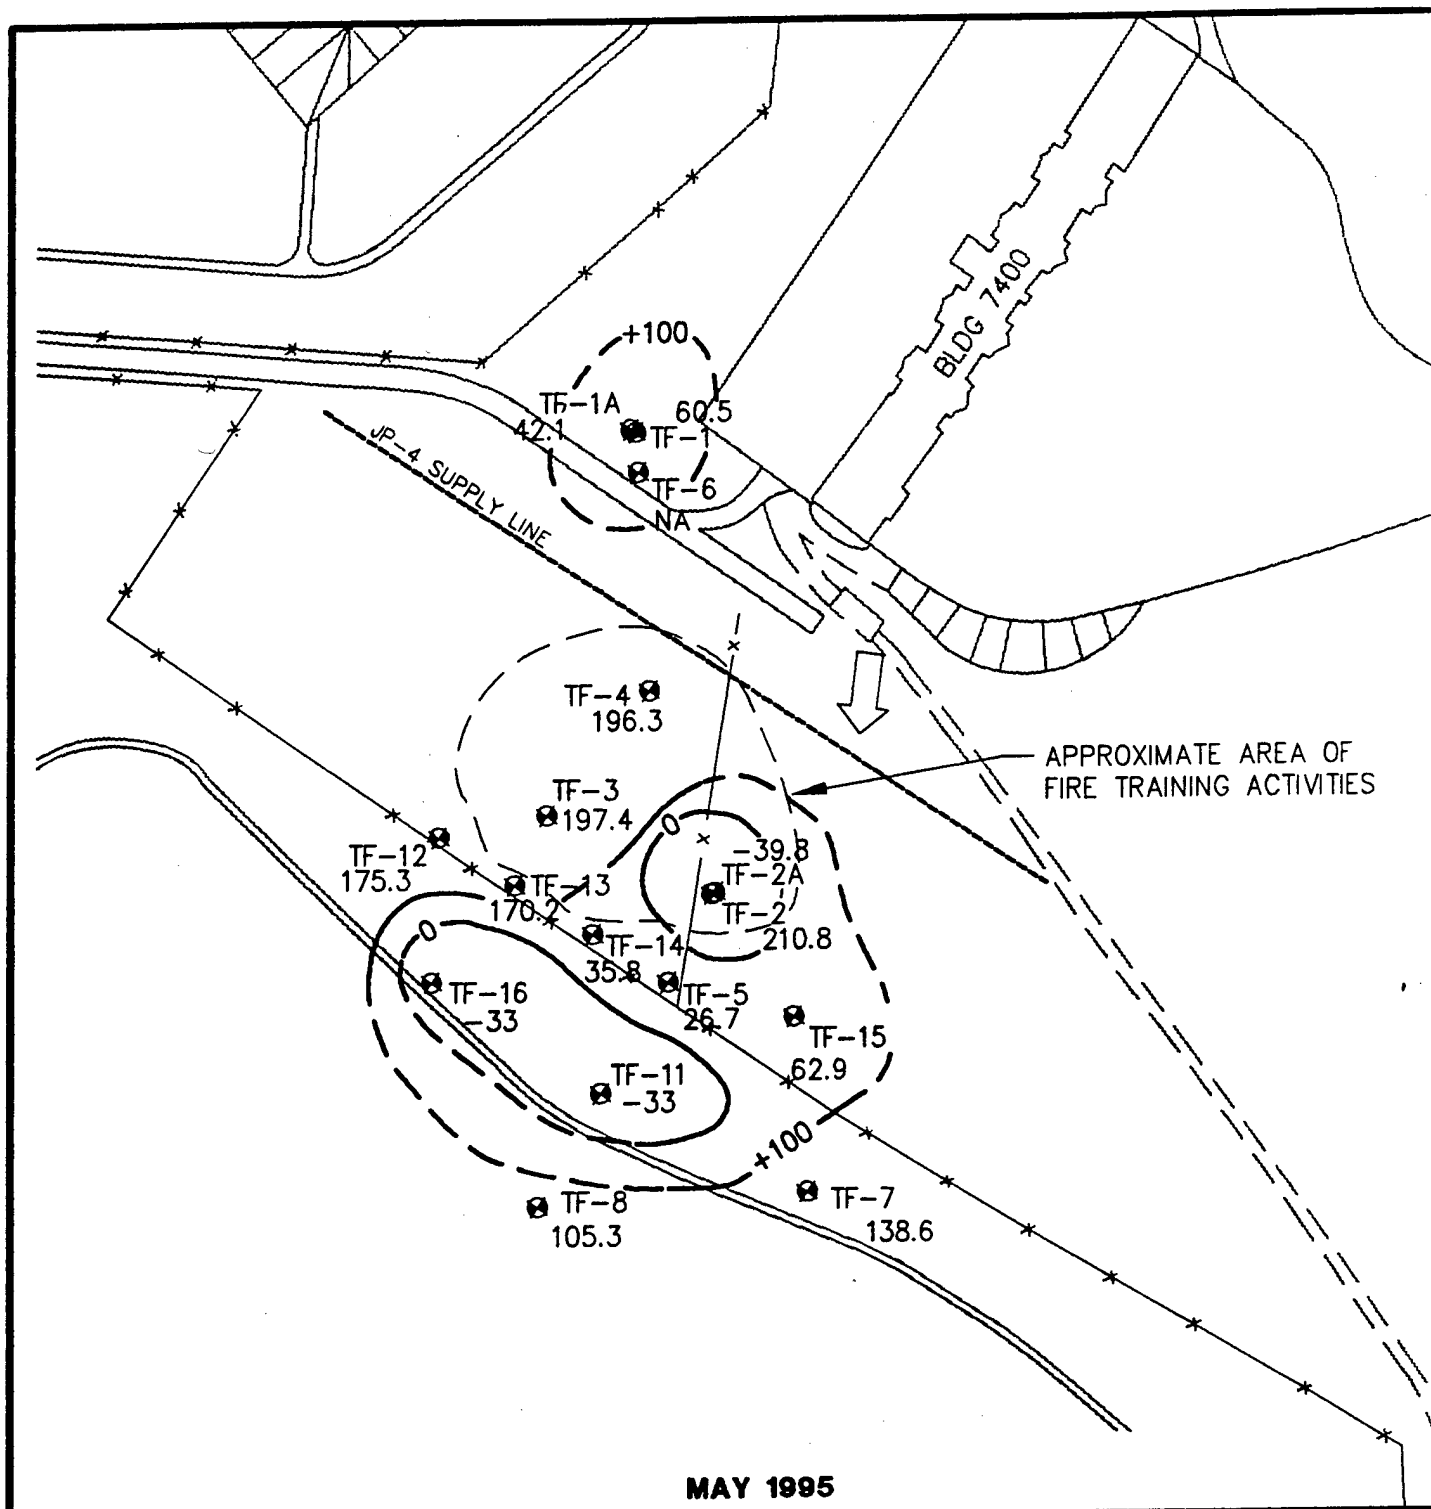 +100
TF-1A
60.5
42.1
TF-1
TF-6
NA
JP-4 SUPPLY LINE
BLDG 7400
TF-4
196.3
APPROXIMATE AREA OF
FIRE TRAINING ACTIVITIES
TF-3
197.4
0
-39.8
TF-12
175.3
TF-2A
TF-13
170.2
TF-2
210.8
0
TF-14
35.8
TF-16
-33
TF-5
26.7
TF-15
62.9
TF-11
-33
+100
TF-8
105.3
TF-7
138.6
MAY 1995